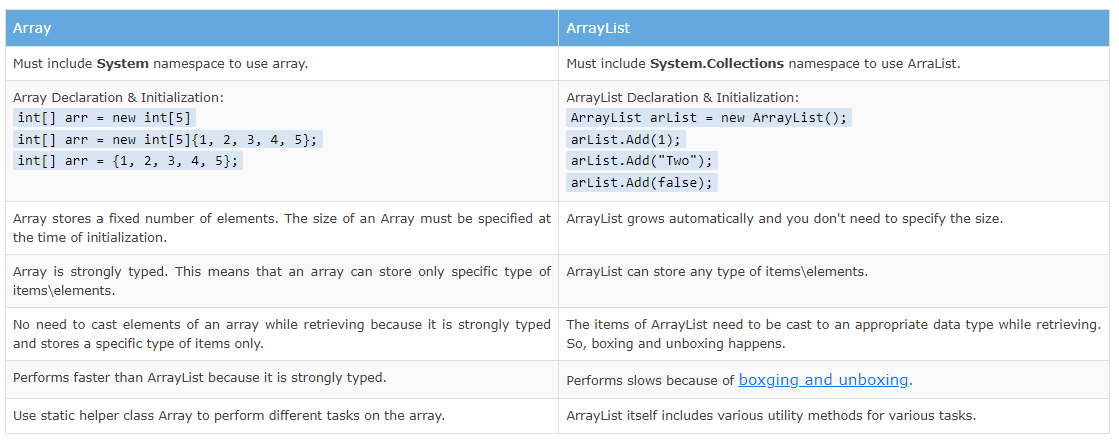 Array
ArrayList
Must include System namespace to use array.
Must include System.Collections namespace to use ArraList.
Array Declaration & Initialization:
int[] arr = new int[5]
int[] arr = new int[5]{1, 2, 3, 4, 5};
int[] arr = {1, 2, 3, 4, 5};
ArrayList Declaration & Initialization:
ArrayList arList = new ArrayList();
arList.Add(1);
arList.Add("Two");
arList.Add(false);
Array stores a fixed number of elements. The size of an Array must be specified at
the time of initialization.
ArrayList grows automatically and you don't need to specify the size.
Array is strongly typed. This means that an array can store only specific type of
items\elements.
ArrayList can store any type of items\elements.
No need to cast elements of an array while retrieving because it is strongly typed
and stores a specific type of items only.
The items of ArrayList need to be cast to an appropriate data type while retrieving.
So, boxing and unboxing happens.
Performs faster than ArrayList because it is strongly typed.
Performs slows because of boxging and unboxing.
Use static helper class Array to perform different tasks on the array.
ArrayList itself includes various utility methods for various tasks.